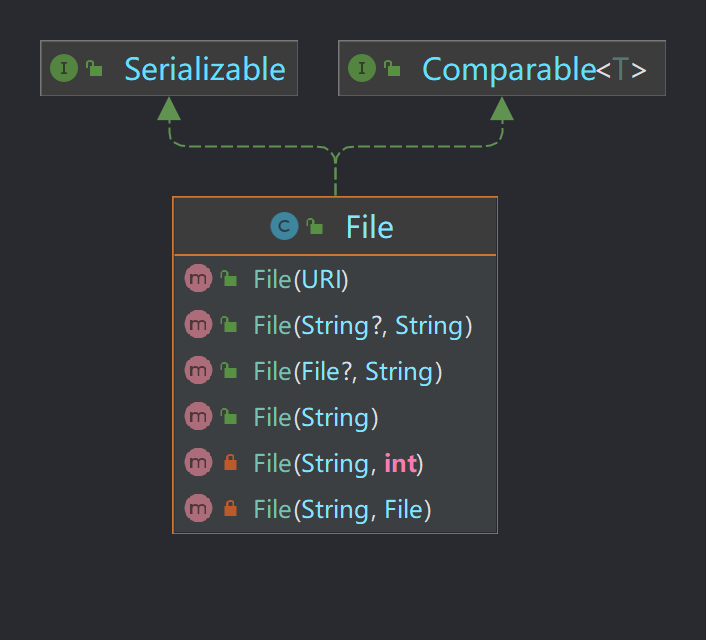 I Serializable
I Comparable<T>
C File
m File(URI)
m File(String?, String)
m File(File?, String)
m File(String)
m File(String, int)
m File(String, File)